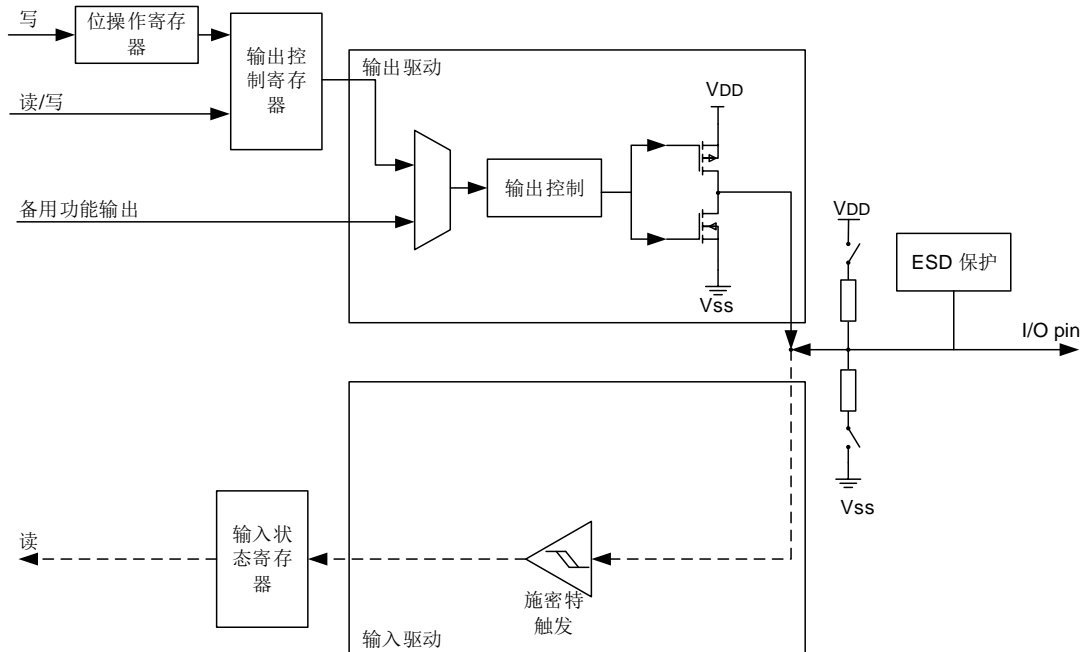 写
位操作寄存
器
读/写
输出控
制寄存
器
输出驱动
VDD
备用功能输出
输出控制
Vss
VDD
ESD 保护
I/O pin
Vss
读
输入状
态寄存
器
施密特
触发
输入驱动